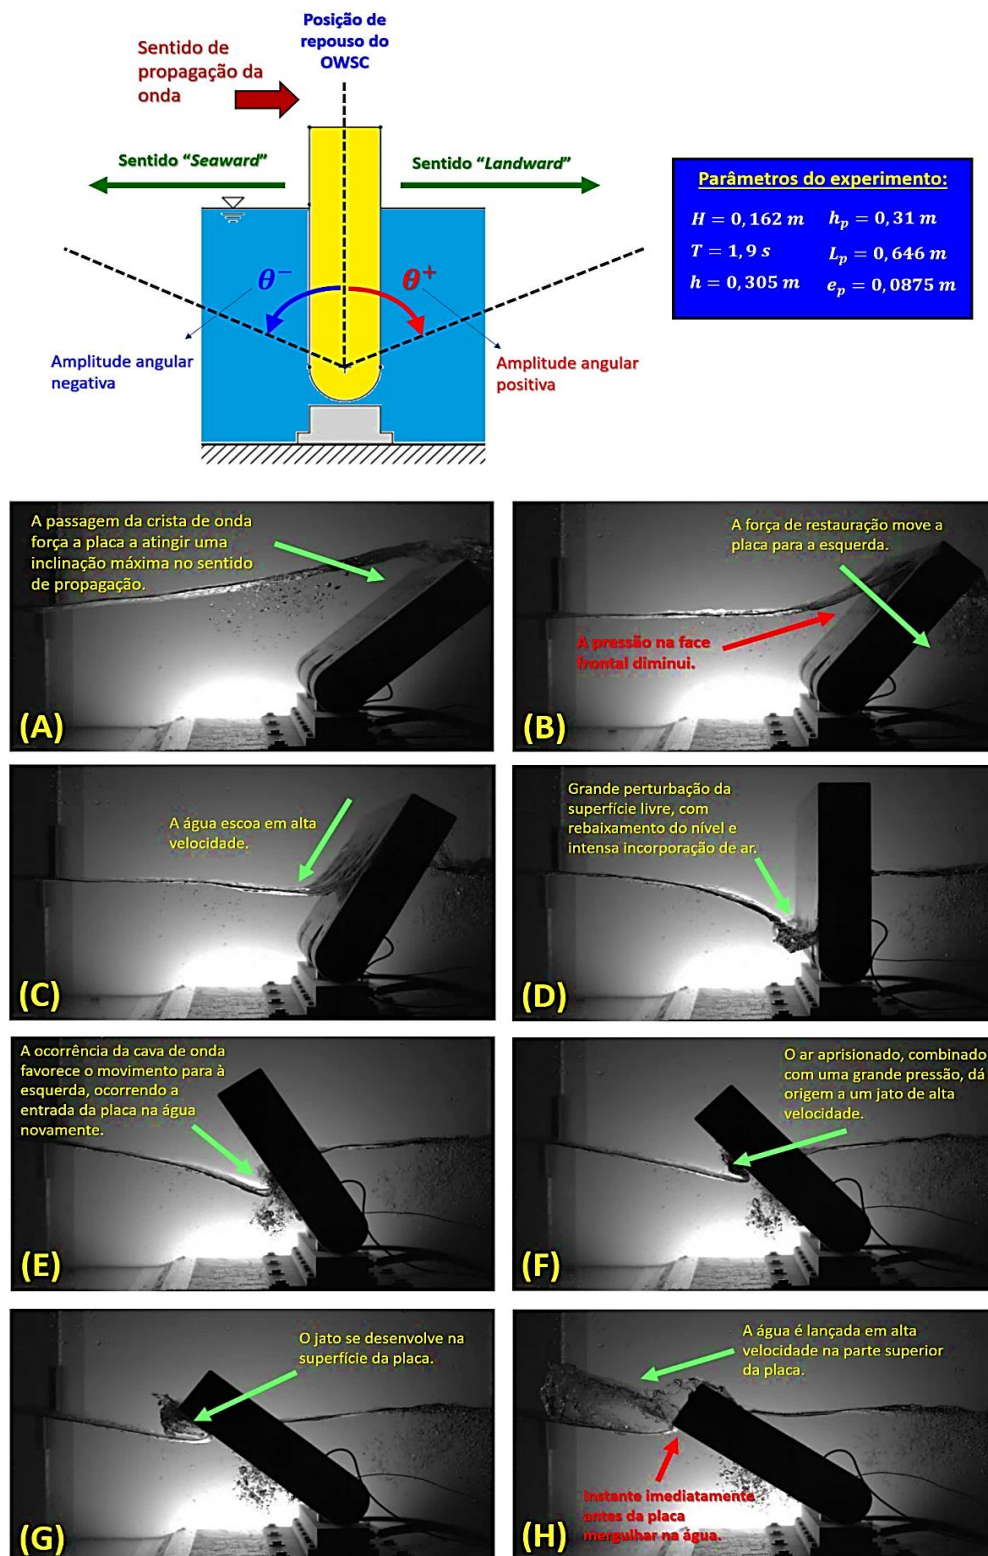 Posição de
repouso do
OWSC
Sentido de
propagação da
onda
Sentido “Seaward”
Sentido “Landward”
θ⁻
θ⁺
Amplitude angular
negativa
Amplitude angular
positiva
Parâmetros do experimento:
H = 0,162 m h_p = 0,31 m
T = 1,9 s L_p = 0,646 m
h = 0,305 m e_p = 0,0875 m
A passagem da crista de onda
força a placa a atingir uma
inclinação máxima no sentido
de propagação.
(A)
A força de restauração move a
placa para a esquerda.
A pressão na face
frontal diminui.
(B)
A água escoa em alta
velocidade.
(C)
Grande perturbação da
superfície livre, com
rebaixamento do nível e
intensa incorporação de ar.
(D)
A ocorrência da cava de onda
favorece o movimento para à
esquerda, ocorrendo a
entrada da placa na água
novamente.
(E)
O ar aprisionado, combinado
com uma grande pressão, dá
origem a um jato de alta
velocidade.
(F)
O jato se desenvolve na
superfície da placa.
(G)
A água é lançada em alta
velocidade na parte superior
da placa.
Instante imediatamente
antes da placa
mergulhar na água.
(H)